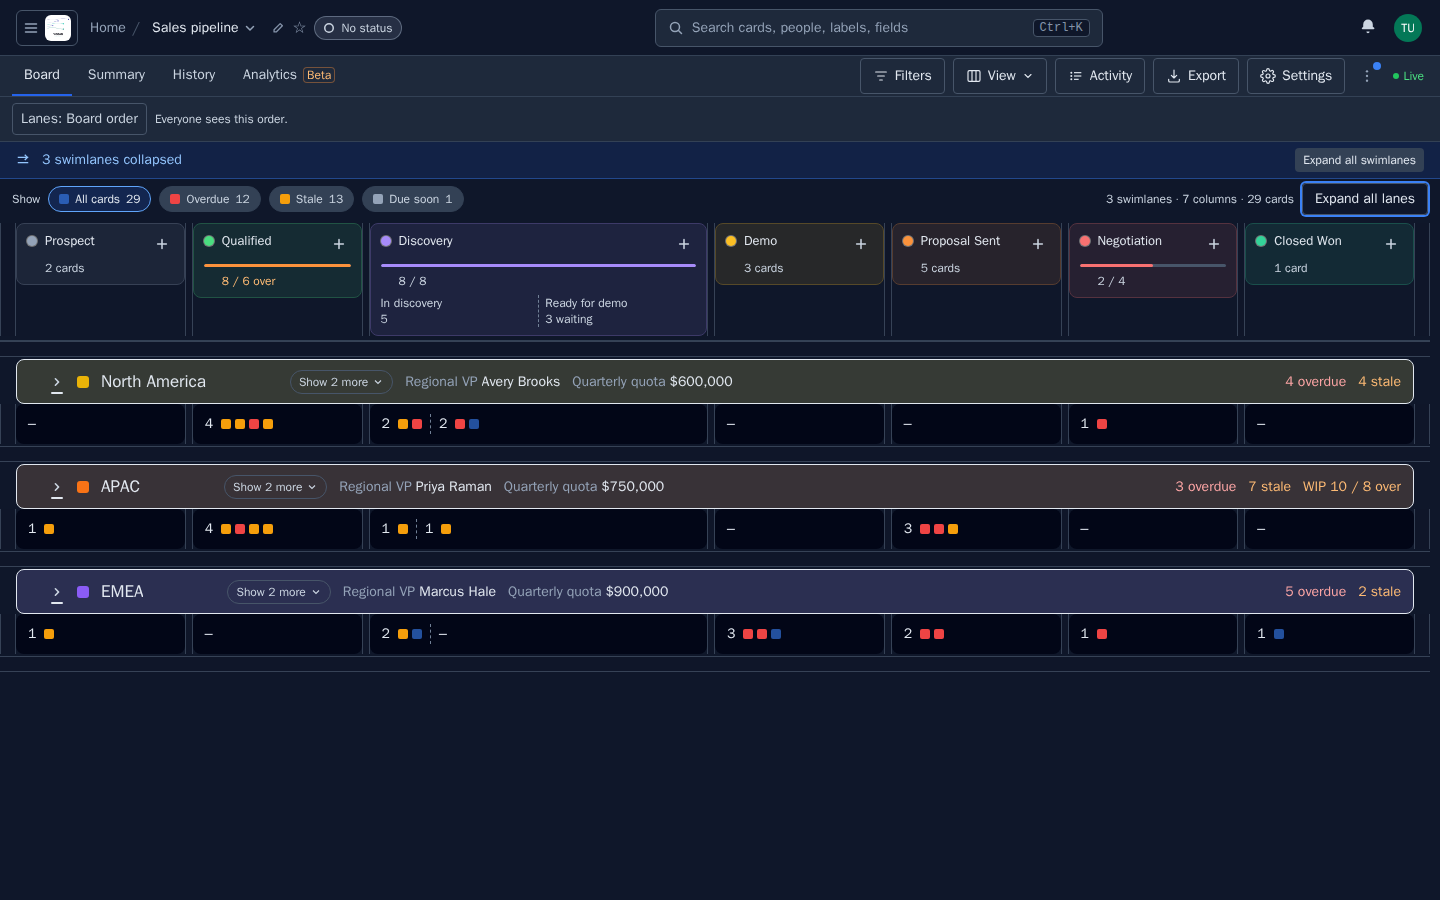 Home / Sales pipeline No status Search cards, people, labels, fields Ctrl+K TU
Board Summary History Analytics Beta Filters View Activity Export Settings Live
Lanes: Board order Everyone sees this order.
3 swimlanes collapsed Expand all swimlanes
Show All cards 29 Overdue 12 Stale 13 Due soon 1 3 swimlanes · 7 columns · 29 cards Expand all lanes
Prospect + Qualified + Discovery + Demo + Proposal Sent + Negotiation + Closed Won +
2 cards 3 cards 5 cards 1 card
8 / 6 over 8 / 8 2 / 4
In discovery Ready for demo
5 3 waiting
North America Show 2 more Regional VP Avery Brooks Quarterly quota $600,000 4 overdue 4 stale
– 4 2 2 – – 1 –
APAC Show 2 more Regional VP Priya Raman Quarterly quota $750,000 3 overdue 7 stale WIP 10 / 8 over
1 4 1 1 – 3 – –
EMEA Show 2 more Regional VP Marcus Hale Quarterly quota $900,000 5 overdue 2 stale
1 – 2 – 3 2 1 1